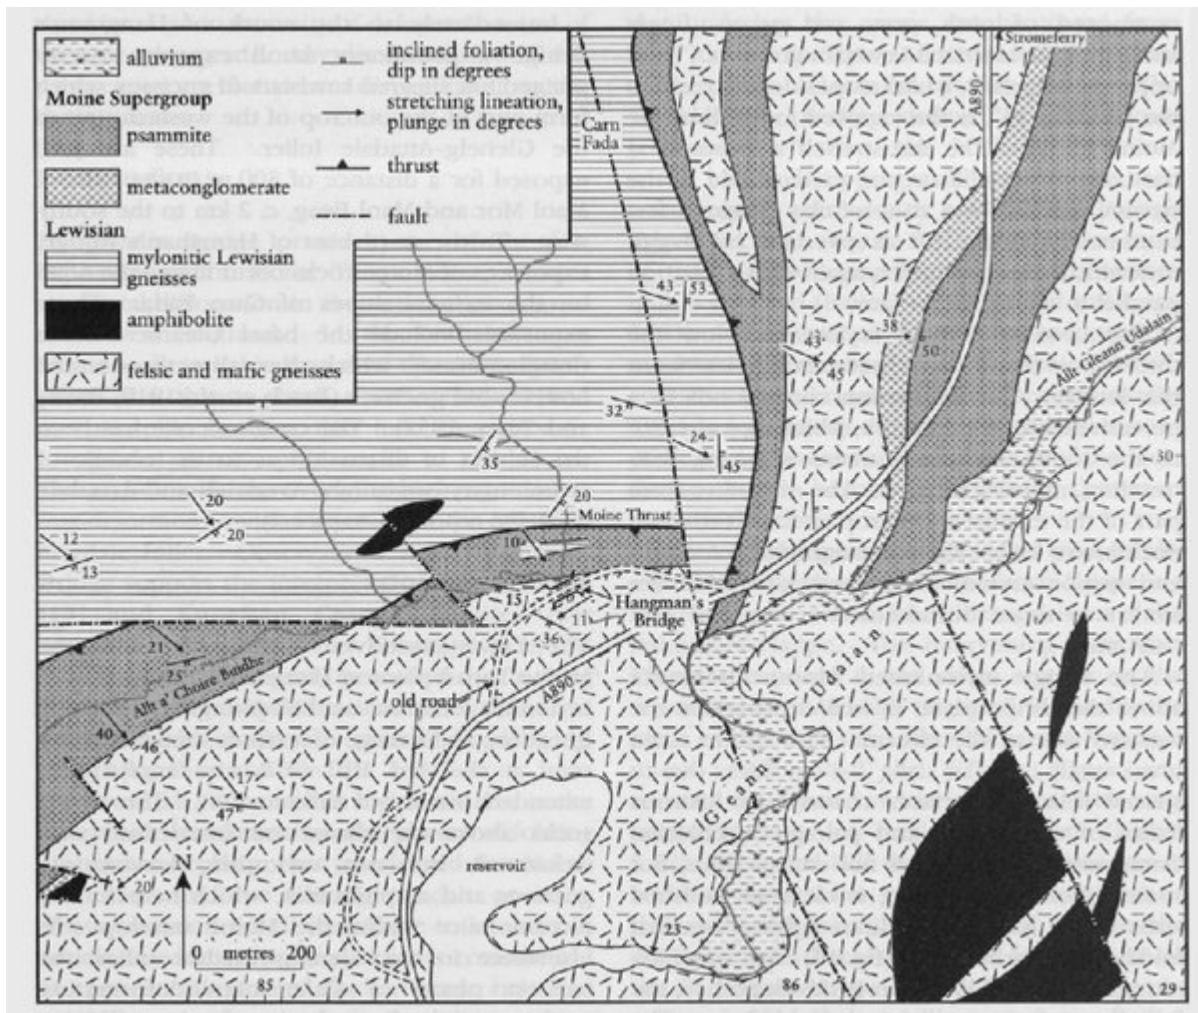 alluvium
Moine Supergroup
psammite
metaconglomerate
Lewisian
mylonitic Lewisian
gneisses
amphibolite
felsic and mafic gneisses
inclined foliation,
dip in degrees
stretching lineation,
plunge in degrees
thrust
fault
Carn
Fada
Stromeferry
A890
43
53
38
50
43
45
Allt Gleann Udalain
32
24
45
35
30
20
20
20
Moine Thrust
12
13
10
15
11
36
Hangman's
Bridge
21
25
Allt a' Choire Buidhe
old road
A890
Udalain
40
46
17
47
Gleann
N
20
reservoir
23
0 metres 200
85
86
29